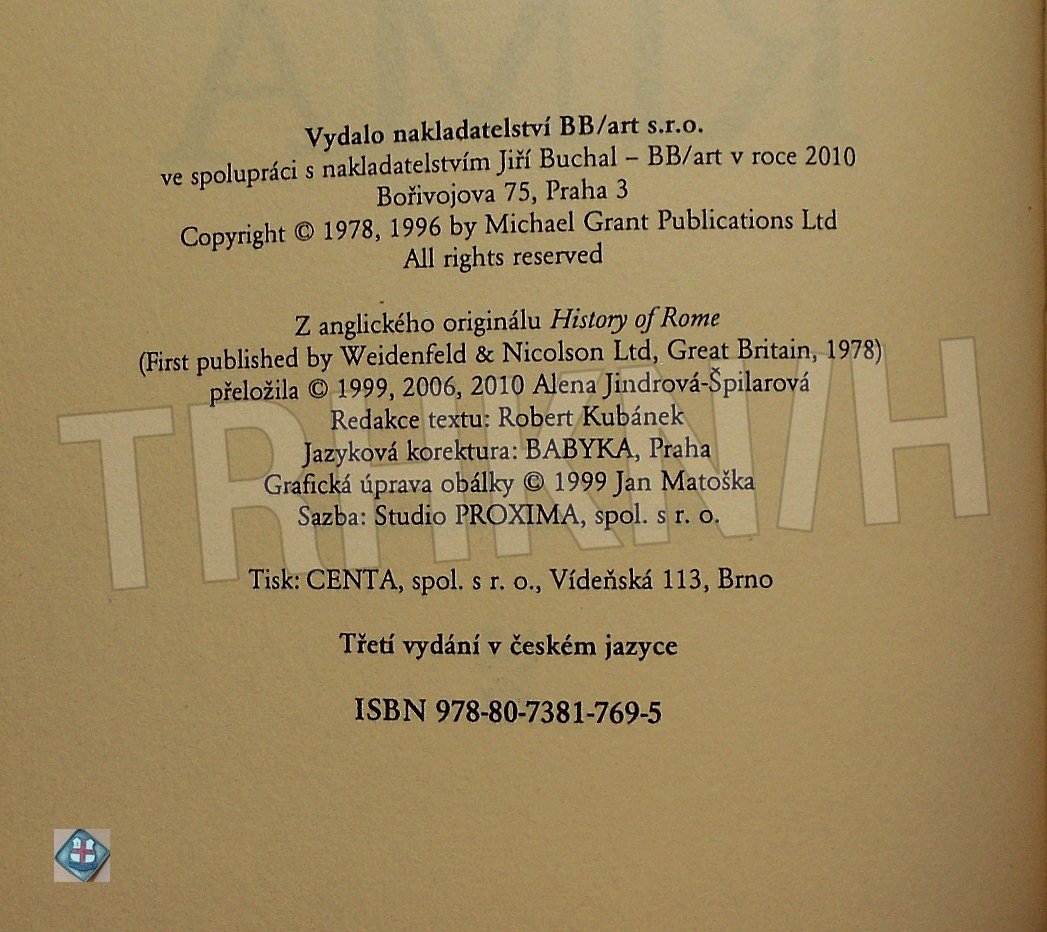 Vydalo nakladatelství BB/art s.r.o.
ve spolupráci s nakladatelstvím Jiří Buchal – BB/art v roce 2010
Bořivojova 75, Praha 3
Copyright © 1978, 1996 by Michael Grant Publications Ltd
All rights reserved
Z anglického originálu History of Rome
(First published by Weidenfeld & Nicolson Ltd, Great Britain, 1978)
přeložila © 1999, 2006, 2010 Alena Jindrová-Špilarová
Redakce textu: Robert Kubánek
Jazyková korektura: BABYKA, Praha
Grafická úprava obálky © 1999 Jan Matoška
Sazba: Studio PROXIMA, spol. s r. o.
TRHKNIH
Tisk: CENTA, spol. s r. o., Vídeňská 113, Brno
Třetí vydání v českém jazyce
ISBN 978-80-7381-769-5